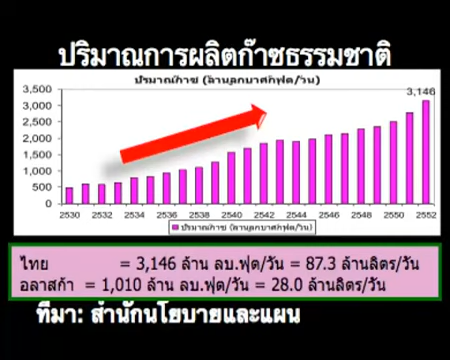 ปริมาณการผลิตก๊าซธรรมชาติ
ปริมาณก๊าซ (ล้านลูกบาศก์ฟุต/วัน)
3,146
3,500
3,000
2,500
2,000
1,500
1,000
500
0
2530 2532 2534 2536 2538 2540 2542 2544 2546 2548 2550 2552
ปริมาณก๊าซ (ล้านลูกบาศก์ฟุต/วัน)
ไทย = 3,146 ล้าน ลบ.ฟุต/วัน = 87.3 ล้านลิตร/วัน
อลาสก้า = 1,010 ล้าน ลบ.ฟุต/วัน = 28.0 ล้านลิตร/วัน
ที่มา: สำนักนโยบายและแผน